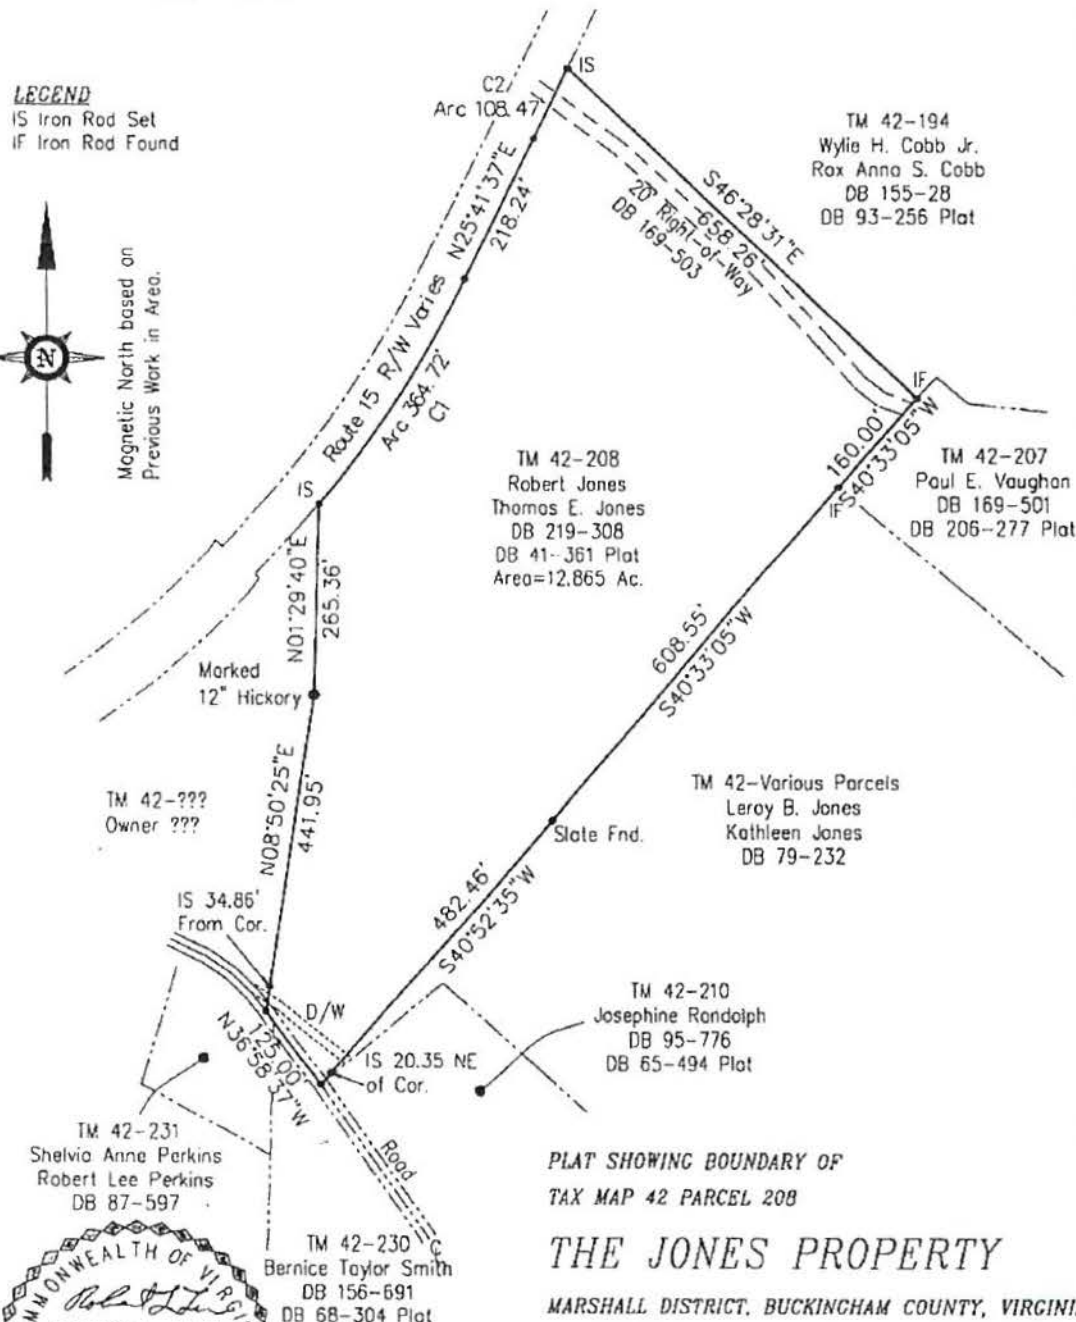 LEGEND
IS Iron Rod Set
IF Iron Rod Found
N
Magnetic North based on
Previous Work in Area.
C2
Arc 108.47'
IS
N25°41'37"E
218.24'
Route 15 R/W Varies
Arc 364.72'
C1
IS
S46°28'31"E
658.26'
20' Right-of-Way
DB 169-503
TM 42-194
Wylie H. Cobb Jr.
Rox Anna S. Cobb
DB 155-28
DB 93-256 Plat
IF
160.00'
S40°33'05"W
IF
TM 42-207
Paul E. Vaughan
DB 169-501
DB 206-277 Plat
TM 42-208
Robert Jones
Thomas E. Jones
DB 219-308
DB 41-361 Plat
Area=12.865 Ac.
N01°29'40"E
265.36'
Marked
12" Hickory
608.55'
S40°33'05"W
N08°50'25"E
441.95'
TM 42-???
Owner ???
TM 42-Various Parcels
Leroy B. Jones
Kathleen Jones
DB 79-232
Slate Fnd.
482.46'
S40°52'35"W
IS 34.86'
From Cor.
D/W
125.00'
N36°58'37"W
IS 20.35 NE
of Cor.
TM 42-210
Josephine Randolph
DB 95-776
DB 65-494 Plat
Road
TM 42-231
Shelvia Anne Perkins
Robert Lee Perkins
DB 87-597
TM 42-230
Bernice Taylor Smith
DB 156-691
DB 68-304 Plat
MMONWEALTH OF VIRGI
PLAT SHOWING BOUNDARY OF
TAX MAP 42 PARCEL 208
THE JONES PROPERTY
MARSHALL DISTRICT, BUCKINGHAM COUNTY, VIRGINI